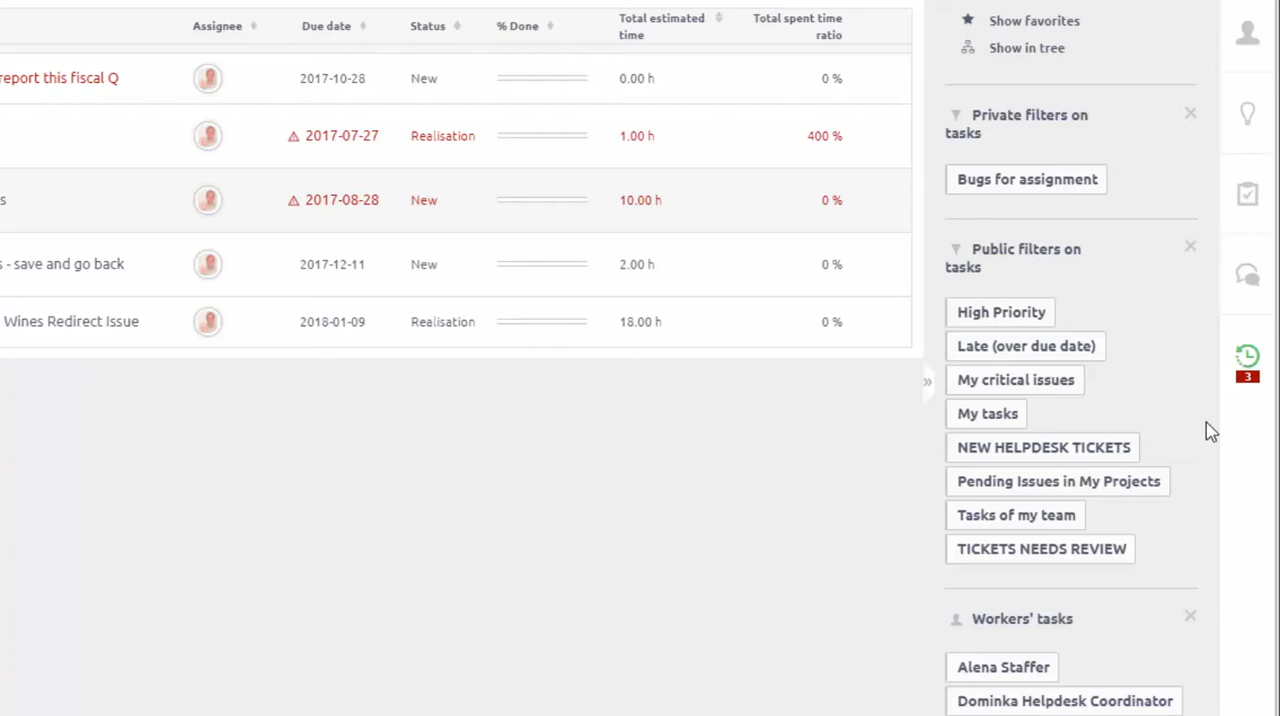 Assignee Due date Status % Done Total estimated time Total spent time ratio
report this fiscal Q 2017-10-28 New 0.00 h 0 %
2017-07-27 Realisation 1.00 h 400 %
s 2017-08-28 New 10.00 h 0 %
s - save and go back 2017-12-11 New 2.00 h 0 %
Wines Redirect Issue 2018-01-09 Realisation 18.00 h 0 %
Show favorites
Show in tree
Private filters on
tasks
Bugs for assignment
Public filters on
tasks
High Priority
Late (over due date)
My critical issues
My tasks
NEW HELPDESK TICKETS
Pending Issues in My Projects
Tasks of my team
TICKETS NEEDS REVIEW
Workers' tasks
Alena Staffer
Dominka Helpdesk Coordinator
3